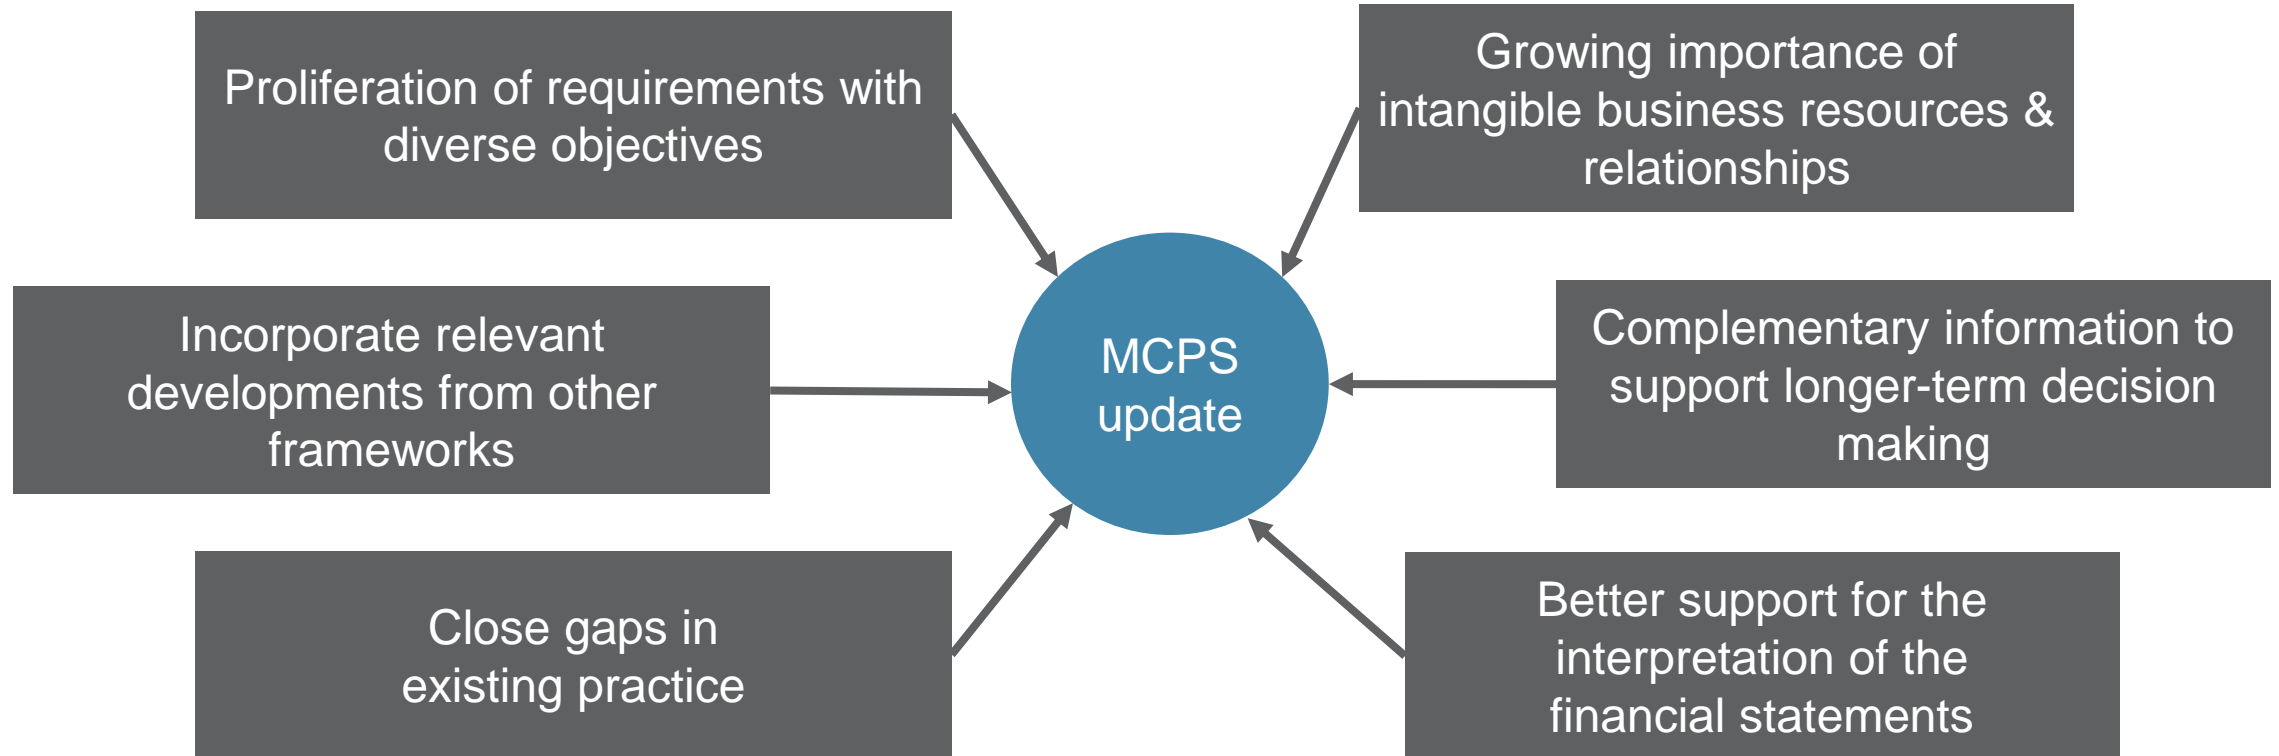 Proliferation of requirements with
diverse objectives
Growing importance of
intangible business resources &
relationships
Incorporate relevant
developments from other
frameworks
MCPS
update
Complementary information to
support longer-term decision
making
Close gaps in
existing practice
Better support for the
interpretation of the
financial statements